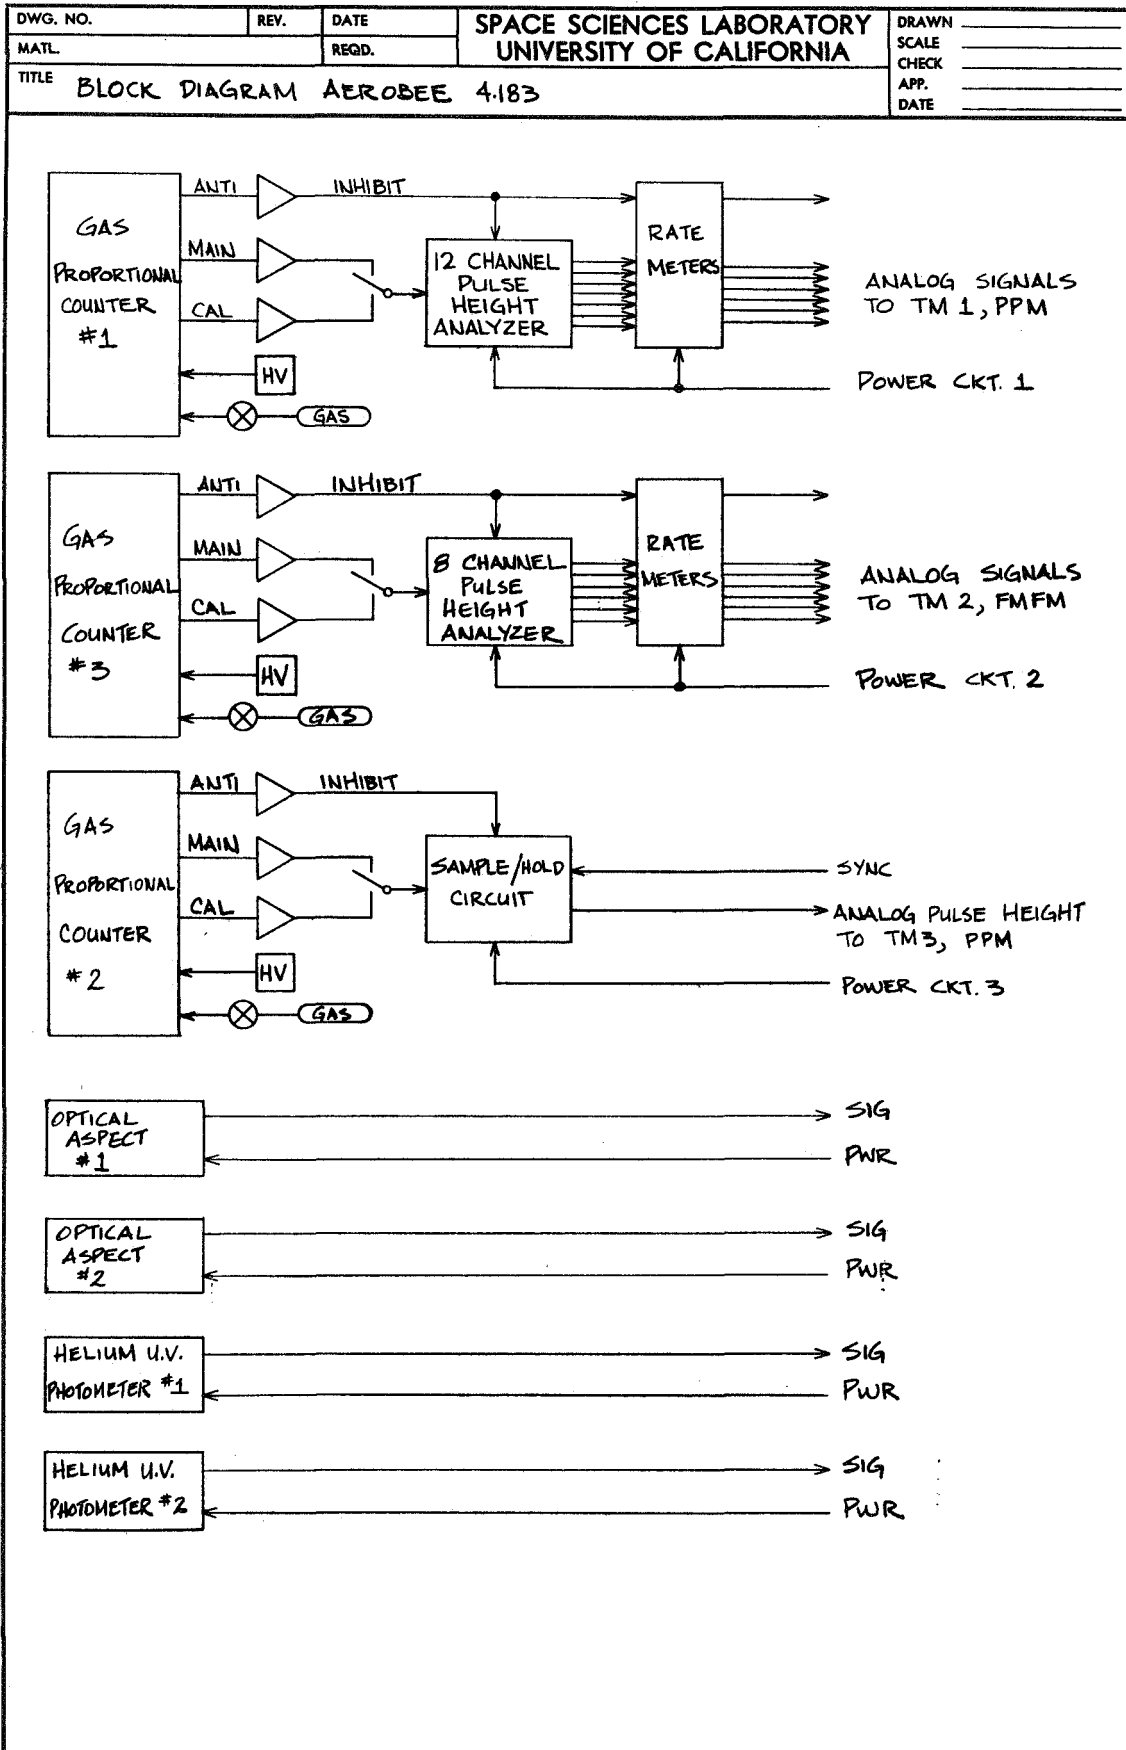 DWG. NO.
REV.
DATE
SPACE SCIENCES LABORATORY
UNIVERSITY OF CALIFORNIA
DRAWN
SCALE
CHECK
APP.
DATE
MATL.
REQD.
TITLE BLOCK DIAGRAM AEROBEE 4.183
GAS
PROPORTIONAL
COUNTER
#1
ANTI
INHIBIT
MAIN
CAL
HV
GAS
12 CHANNEL
PULSE
HEIGHT
ANALYZER
RATE
METERS
ANALOG SIGNALS
TO TM 1, PPM
POWER CKT. 1
GAS
PROPORTIONAL
COUNTER
#3
ANTI
INHIBIT
MAIN
CAL
HV
GAS
8 CHANNEL
PULSE
HEIGHT
ANALYZER
RATE
METERS
ANALOG SIGNALS
TO TM 2, FMFM
POWER CKT. 2
GAS
PROPORTIONAL
COUNTER
#2
ANTI
INHIBIT
MAIN
CAL
HV
GAS
SAMPLE/HOLD
CIRCUIT
SYNC
ANALOG PULSE HEIGHT
TO TM3, PPM
POWER CKT. 3
OPTICAL
ASPECT
#1
SIG
PWR
OPTICAL
ASPECT
#2
SIG
PWR
HELIUM U.V.
PHOTOMETER #1
SIG
PWR
HELIUM U.V.
PHOTOMETER #2
SIG
PWR